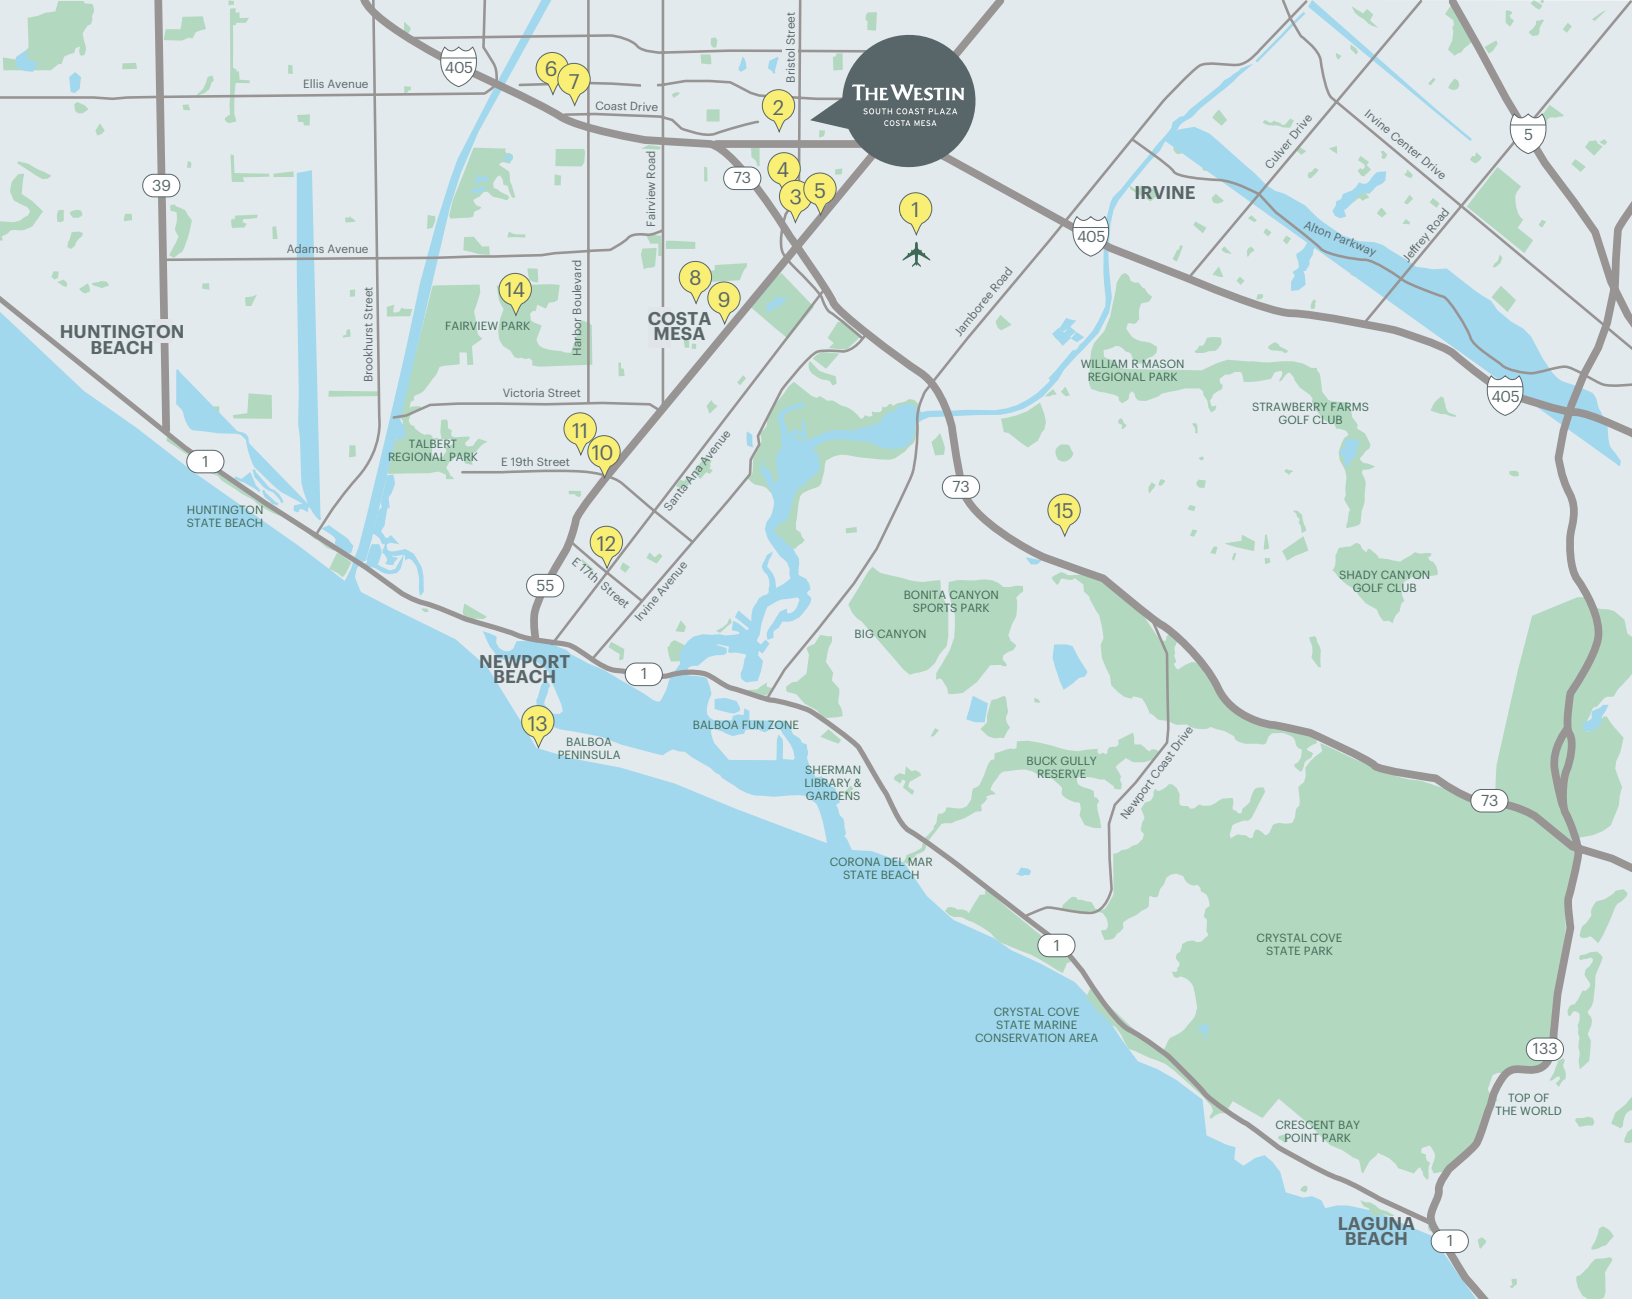 405
6
7
Ellis Avenue
Coast Drive
Bristol Street
2
THE WESTIN
SOUTH COAST PLAZA
COSTA MESA
5
Culver Drive
Irvine Center Drive
39
Fairview Road
73
4
3
5
1
IRVINE
405
Alton Parkway
Jeffrey Road
Adams Avenue
14
FAIRVIEW PARK
Brookhurst Street
Harbor Boulevard
8
9
COSTA
MESA
Jamboree Road
HUNTINGTON
BEACH
WILLIAM R MASON
REGIONAL PARK
405
STRAWBERRY FARMS
GOLF CLUB
Victoria Street
11
10
TALBERT
REGIONAL PARK
E 19th Street
Santa Ana Avenue
1
73
HUNTINGTON
STATE BEACH
15
12
E 17th Street
Irvine Avenue
55
BONITA CANYON
SPORTS PARK
BIG CANYON
SHADY CANYON
GOLF CLUB
NEWPORT
BEACH
1
13
BALBOA
PENINSULA
BALBOA FUN ZONE
SHERMAN
LIBRARY &
GARDENS
BUCK GULLY
RESERVE
Newport Coast Drive
73
CORONA DEL MAR
STATE BEACH
1
CRYSTAL COVE
STATE PARK
CRYSTAL COVE
STATE MARINE
CONSERVATION AREA
133
TOP OF
THE WORLD
CRESCENT BAY
POINT PARK
LAGUNA
BEACH
1